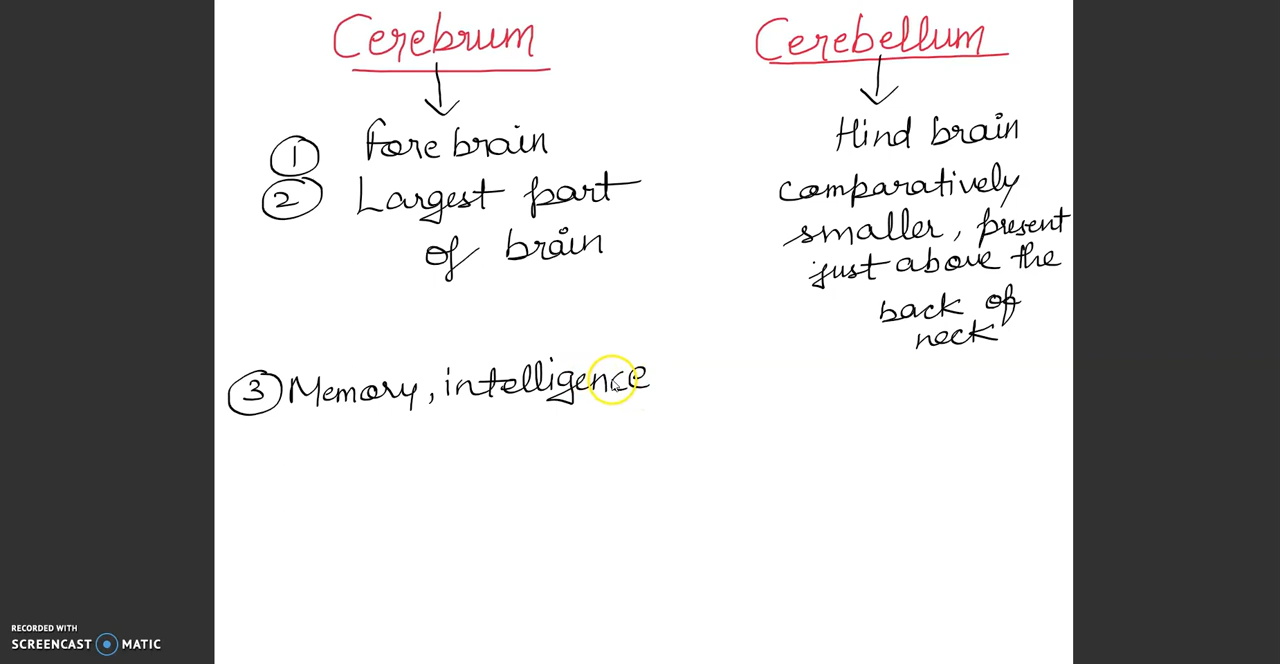 Cerebrum
① Fore brain
② Largest part
of brain
③ Memory, intelligence
Cerebellum
Hind brain
comparatively
smaller, present
just above the
back of
neck
RECORDED WITH
SCREENCAST MATIC